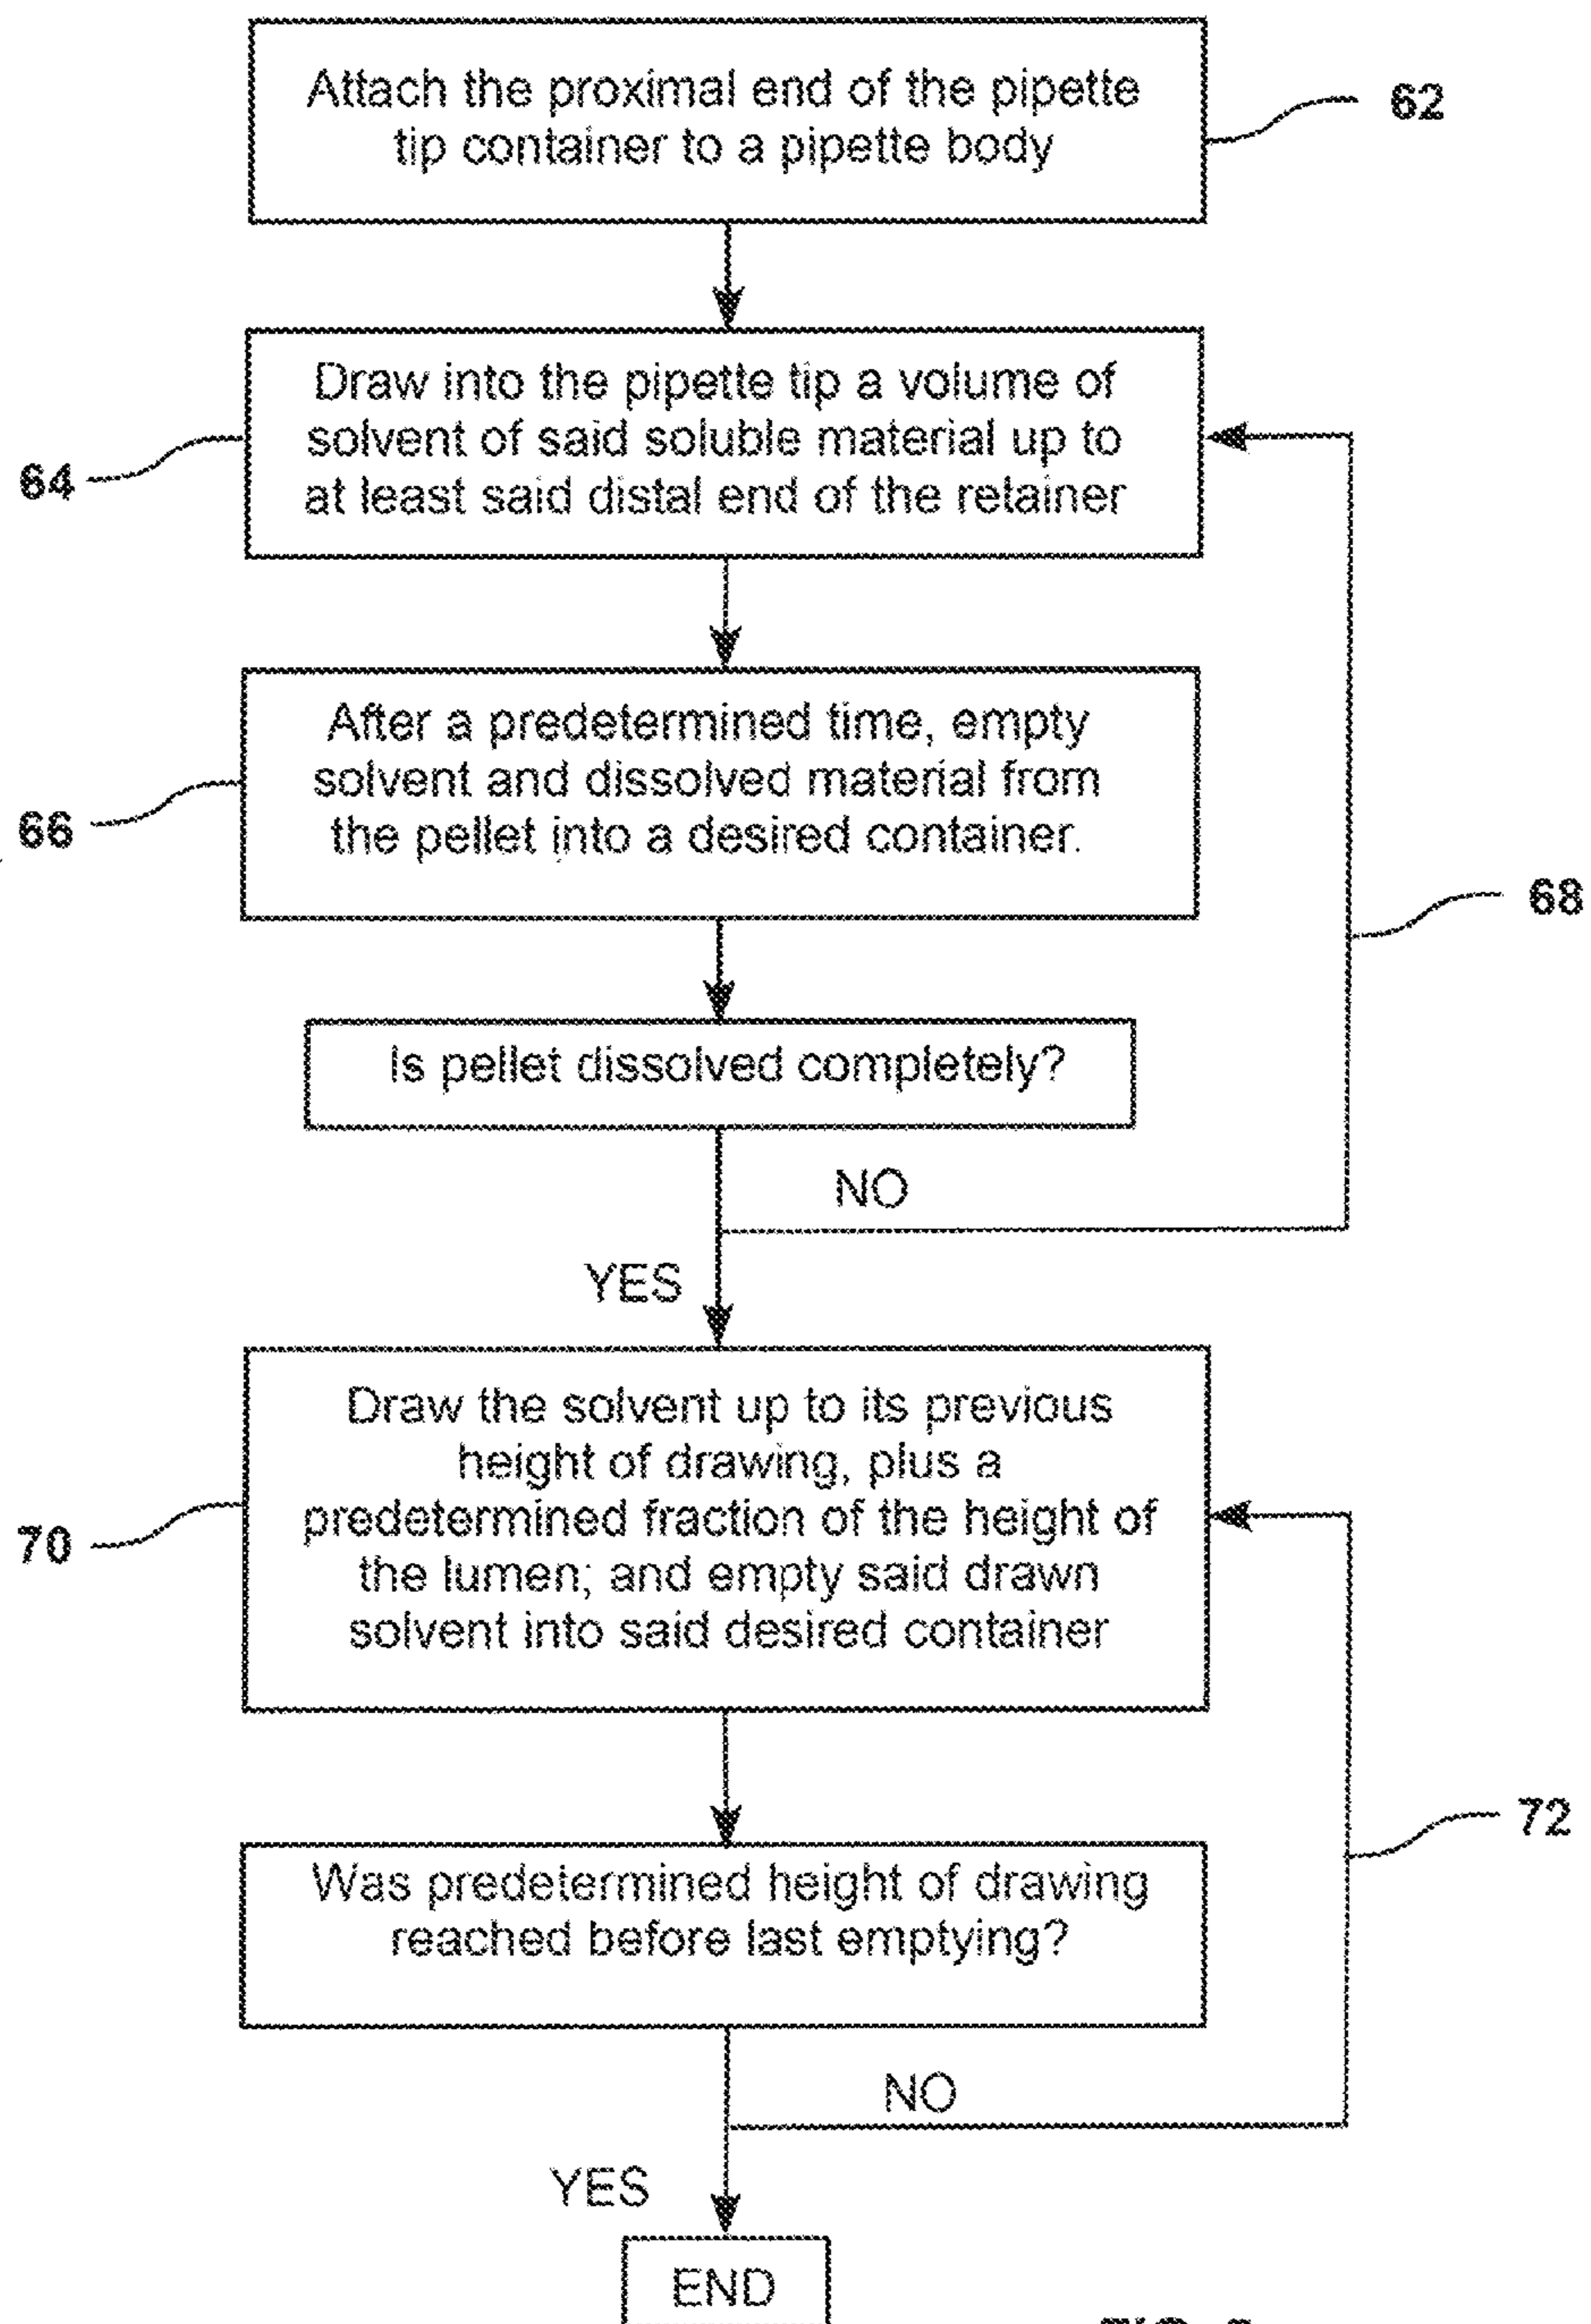 Attach the proximal end of the pipette
tip container to a pipette body
62
Draw into the pipette tip a volume of
solvent of said soluble material up to
at least said distal end of the retainer
64
After a predetermined time, empty
solvent and dissolved material from
the pellet into a desired container.
66
68
Is pellet dissolved completely?
NO
YES
Draw the solvent up to its previous
height of drawing, plus a
predetermined fraction of the height of
the lumen; and empty said drawn
solvent into said desired container
70
72
Was predetermined height of drawing
reached before last emptying?
NO
YES
END